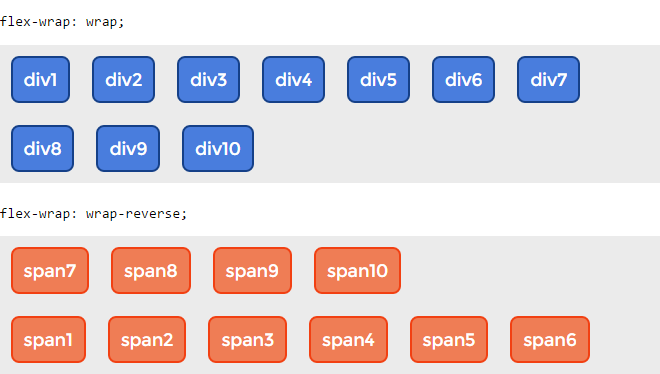 flex-wrap: wrap;
div1 div2 div3 div4 div5 div6 div7
div8 div9 div10
flex-wrap: wrap-reverse;
span7 span8 span9 span10
span1 span2 span3 span4 span5 span6